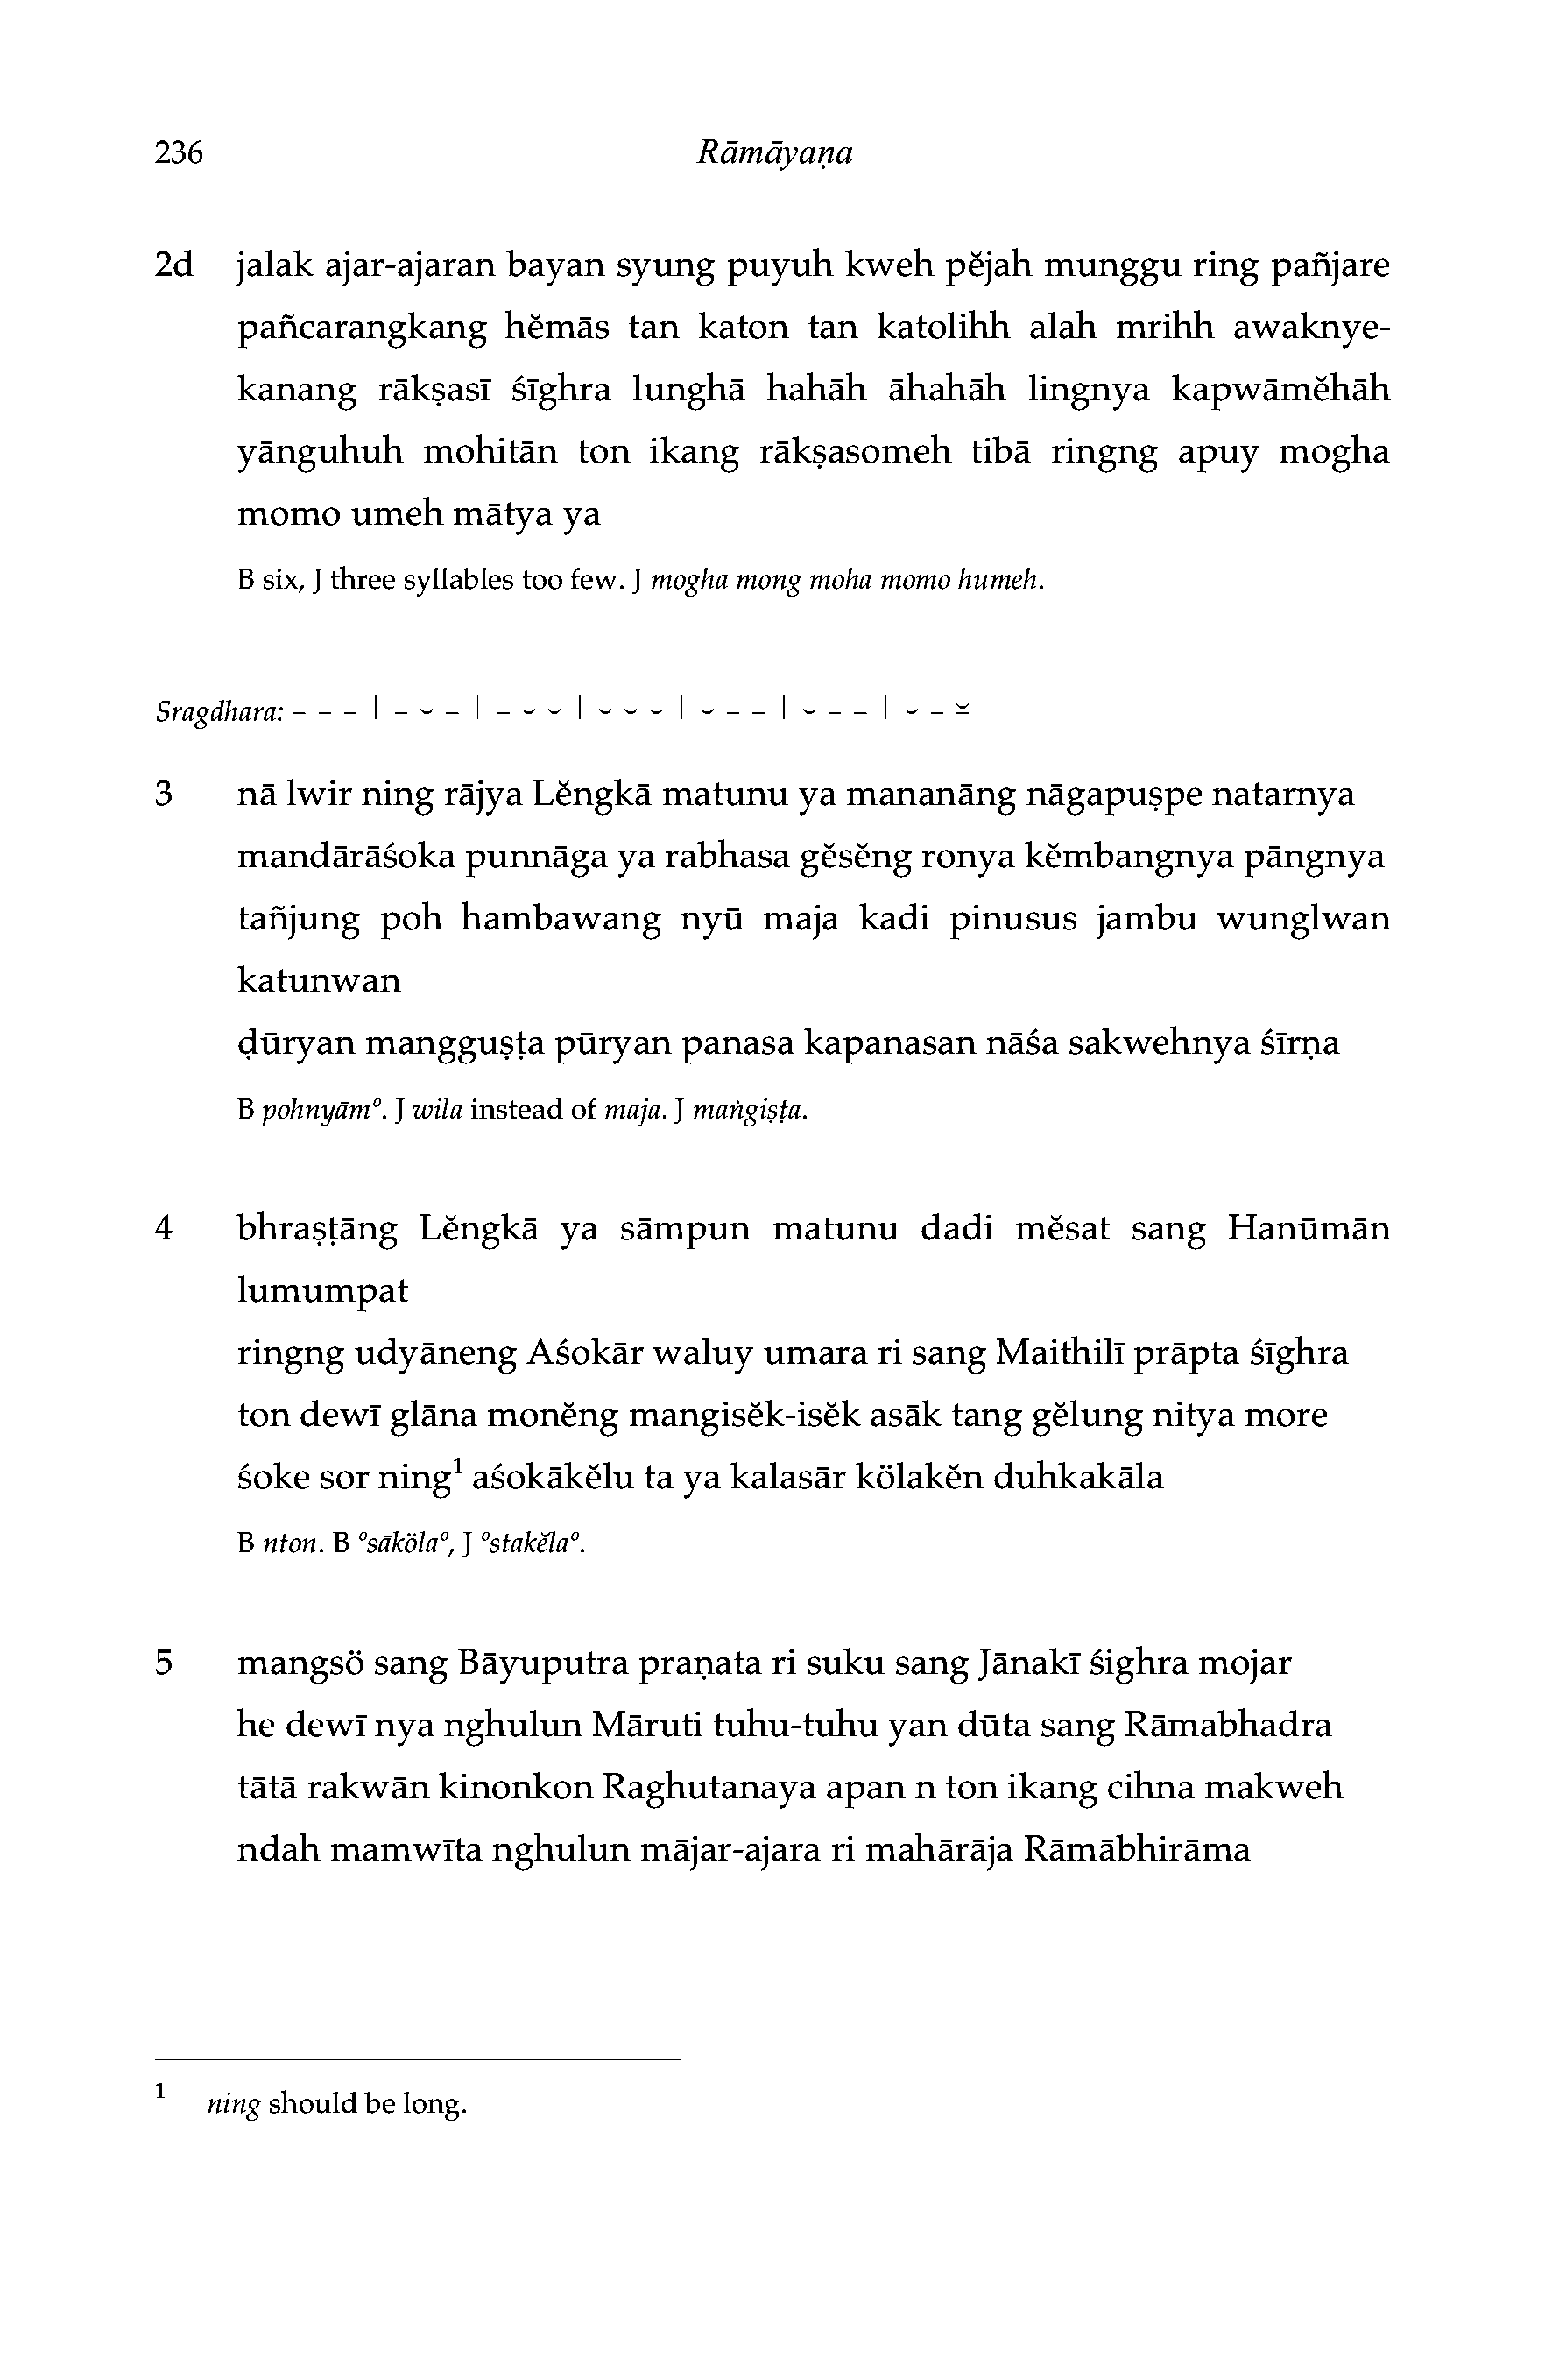 236 Rāmāyaṇa
2d jalak ajar-ajaran bayan syung puyuh kweh pĕjah munggu ring pañjare
pañcarangkang hĕmās tan katon tan katolihh alah mrihh awaknye-
kanang rākṣasī śīghra lunghā hahāh āhahāh lingnya kapwāmĕhāh
yānguhuh mohitān ton ikang rākṣasomeh tibā ringng apuy mogha
momo umeh mātya ya
B six, J three syllables too few. J mogha mong moha momo humeh.
Sragdhara: – – – | – ⏑ – | – ⏑ ⏑ | ⏑ ⏑ ⏑ | ⏑ – – | ⏑ – – | ⏑ – ⏓
3 nā lwir ning rājya Lĕngkā matunu ya mananāng nāgapuṣpe natarnya
mandārāśoka punnāga ya rabhasa gĕsĕng ronya kĕmbangnya pāngnya
tañjung poh hambawang nyū maja kadi pinusus jambu wunglwan
katunwan
ḍūryan mangguṣṭa pūryan panasa kapanasan nāśa sakwehnya śīrṇa
B pohnyām⁰. J wila instead of maja. J maṅgiṣṭa.
4 bhraṣṭāng Lĕngkā ya sāmpun matunu dadi mĕsat sang Hanūmān
lumumpat
ringng udyāneng Aśokār waluy umara ri sang Maithilī prāpta śīghra
ton dewī glāna monĕng mangisĕk-isĕk asāk tang gĕlung nitya more
śoke sor ning¹ aśokākĕlu ta ya kalasār kölakĕn duhkakāla
B nton. B ⁰sāköla⁰, J ⁰stakĕla⁰.
5 mangsö sang Bāyuputra praṇata ri suku sang Jānakī śighra mojar
he dewī nya nghulun Māruti tuhu-tuhu yan dūta sang Rāmabhadra
tātā rakwān kinonkon Raghutanaya apan n ton ikang cihna makweh
ndah mamwīta nghulun mājar-ajara ri mahārāja Rāmābhirāma
1 ning should be long.